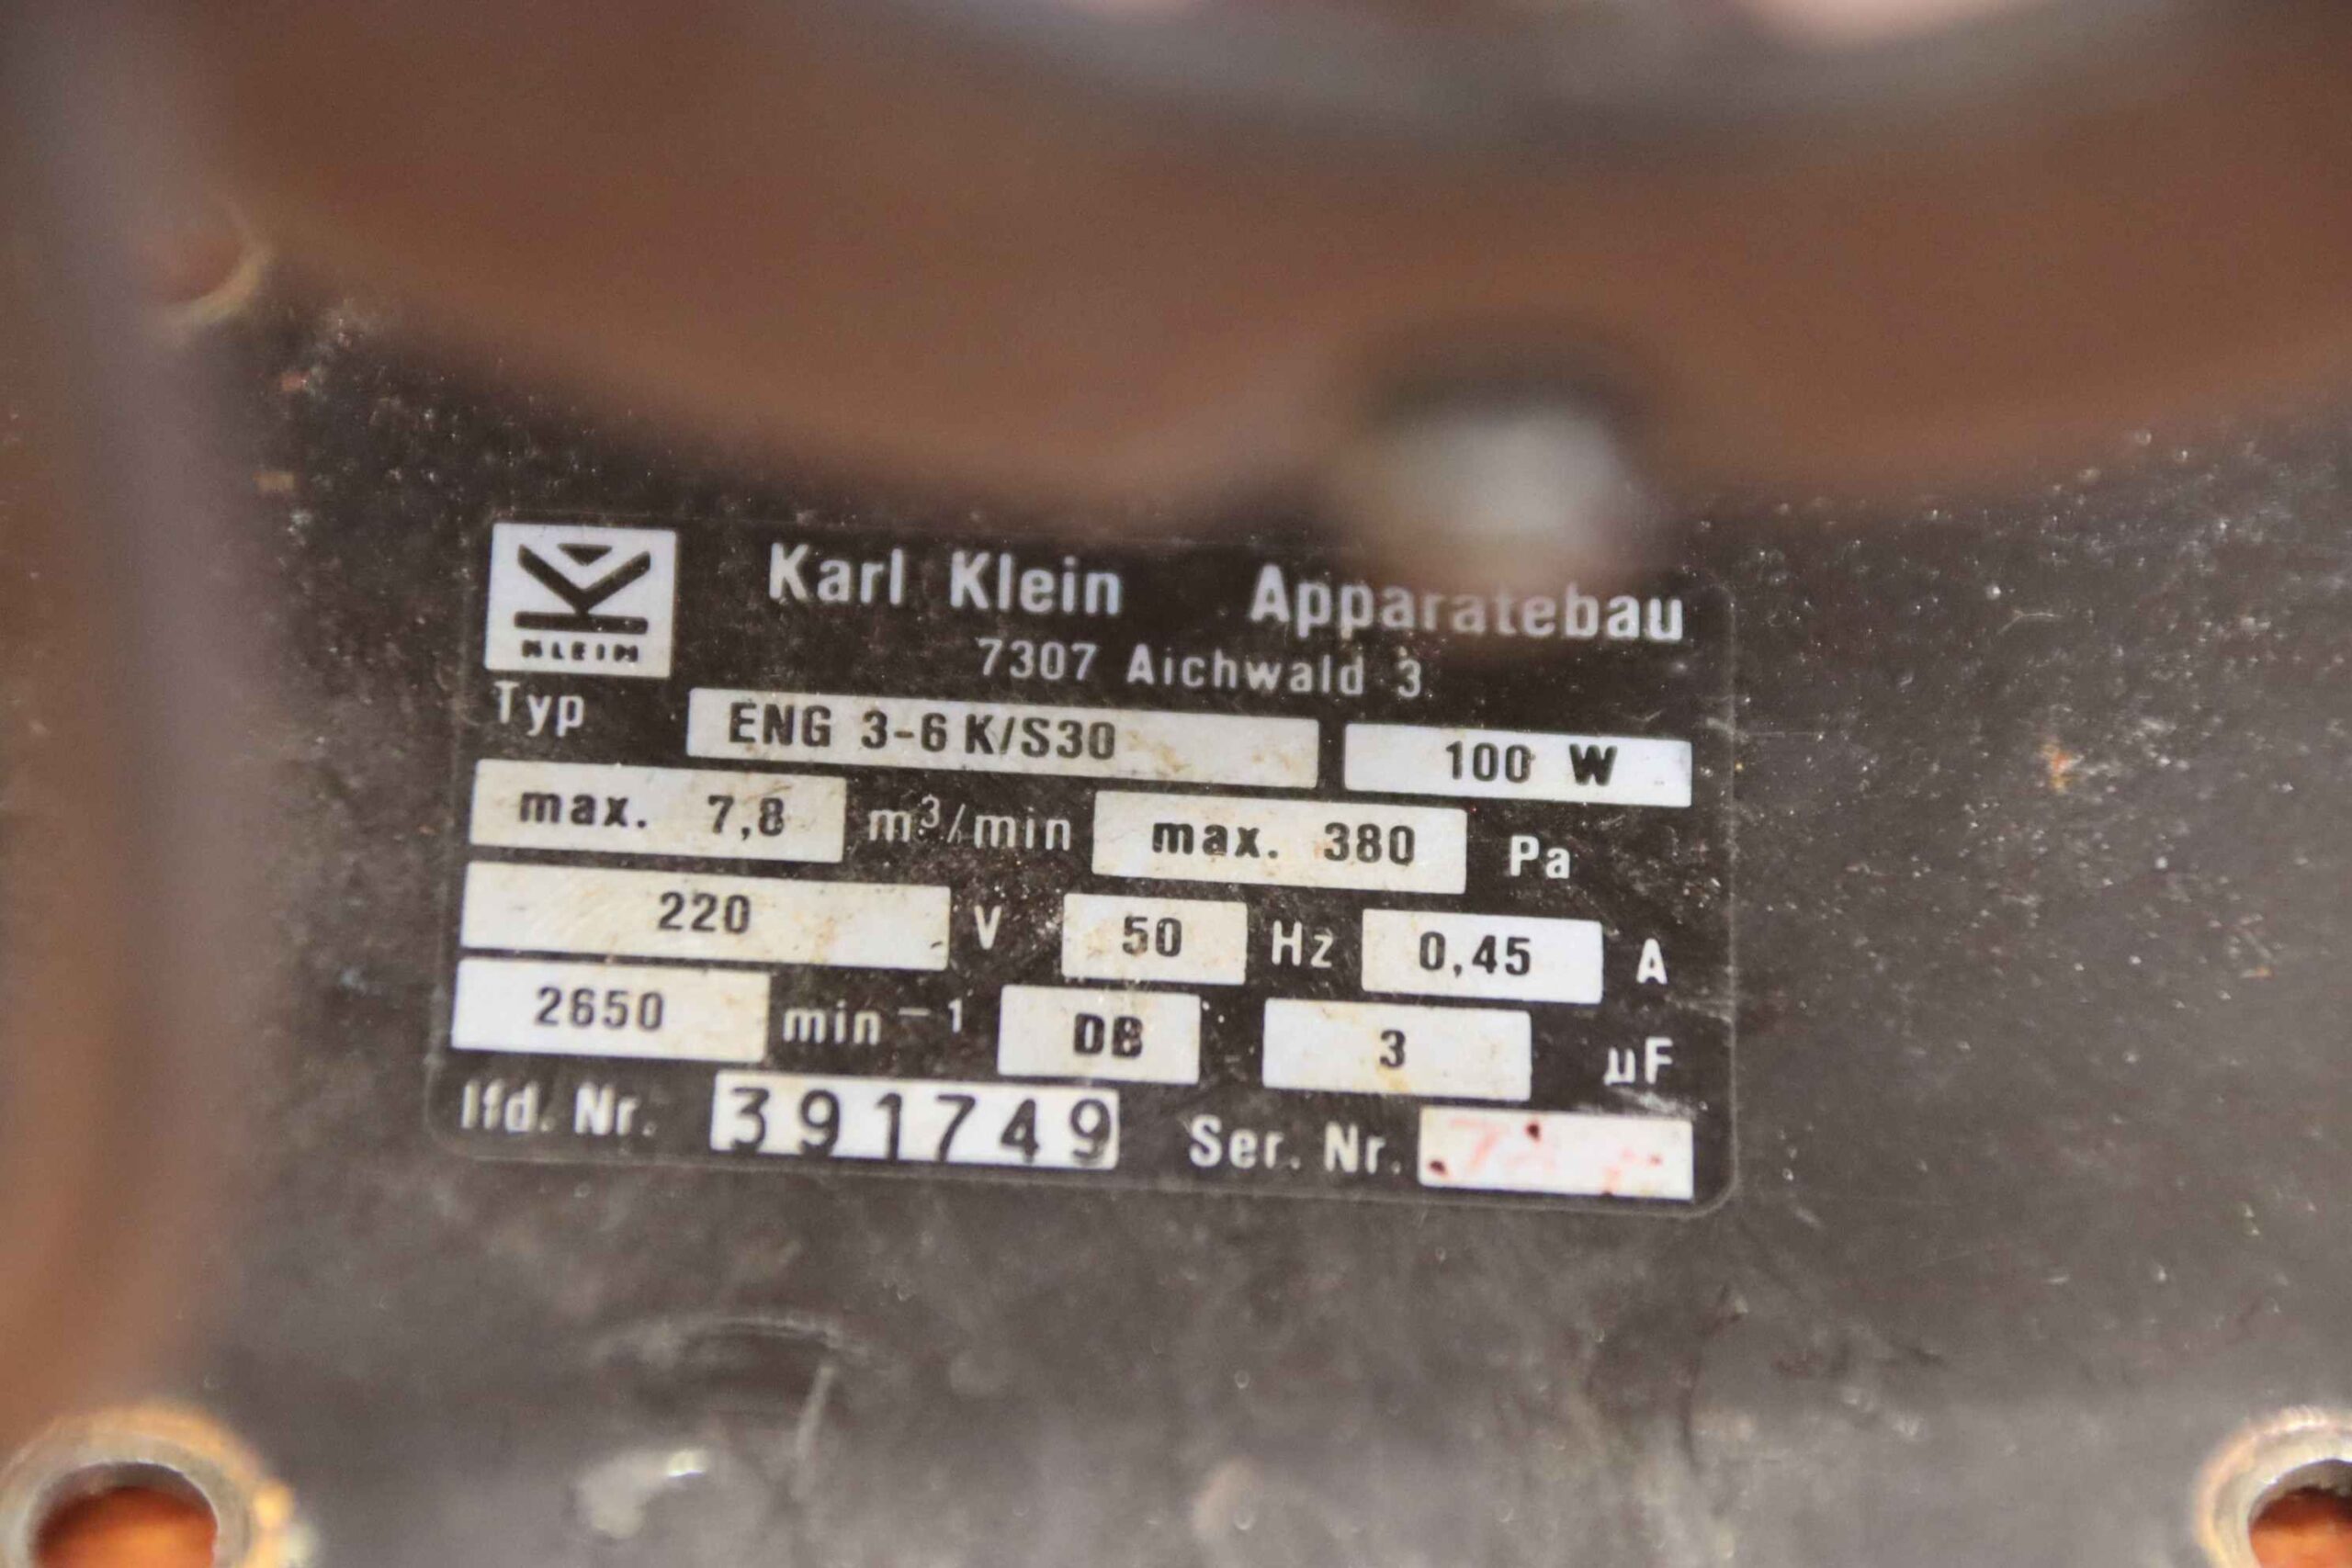 KLEIN
Karl Klein Apparatebau
7307 Aichwald 3
Typ ENG 3-6 K/S30 100 W
max. 7,8 m³/min max. 380 Pa
220 V 50 Hz 0,45 A
2650 min⁻¹ DB 3 µF
lfd. Nr. 391749 Ser. Nr.